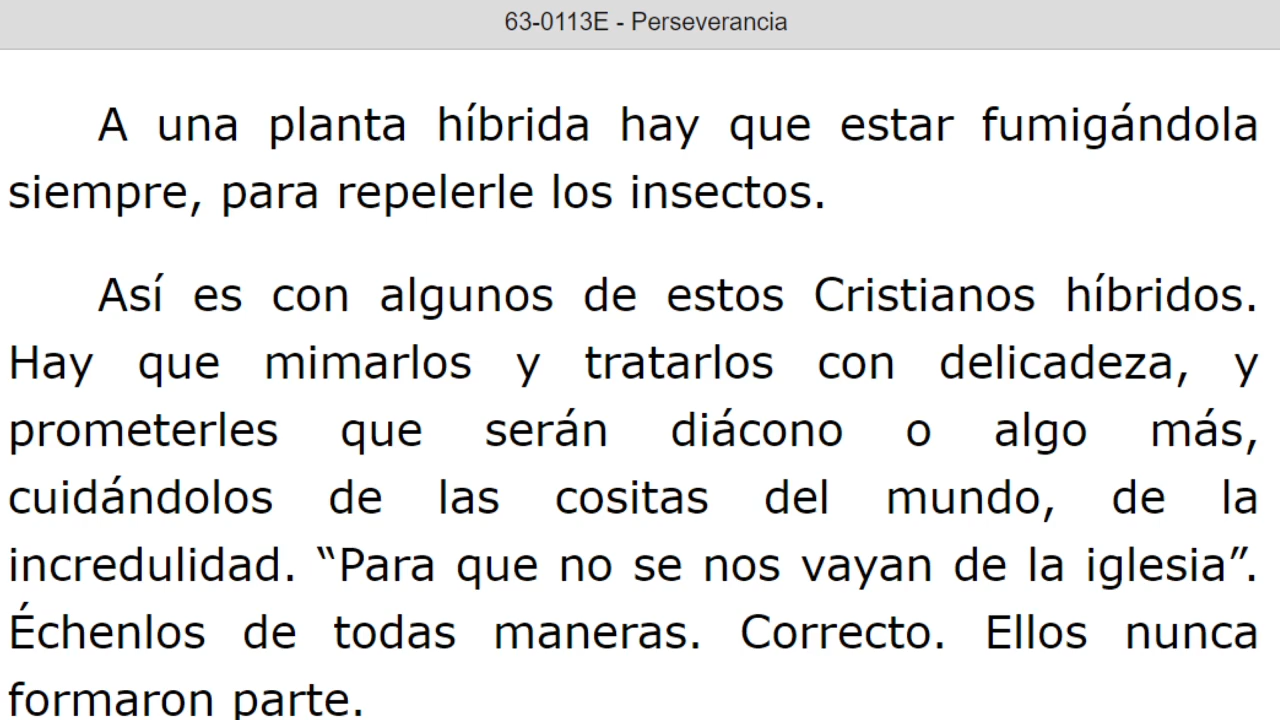 63-0113E - Perseverancia
A una planta híbrida hay que estar fumigándola
siempre, para repelerle los insectos.
Así es con algunos de estos Cristianos híbridos.
Hay que mimarlos y tratarlos con delicadeza, y
prometerles que serán diácono o algo más,
cuidándolos de las cositas del mundo, de la
incredulidad. “Para que no se nos vayan de la iglesia”.
Échenlos de todas maneras. Correcto. Ellos nunca
formaron parte.